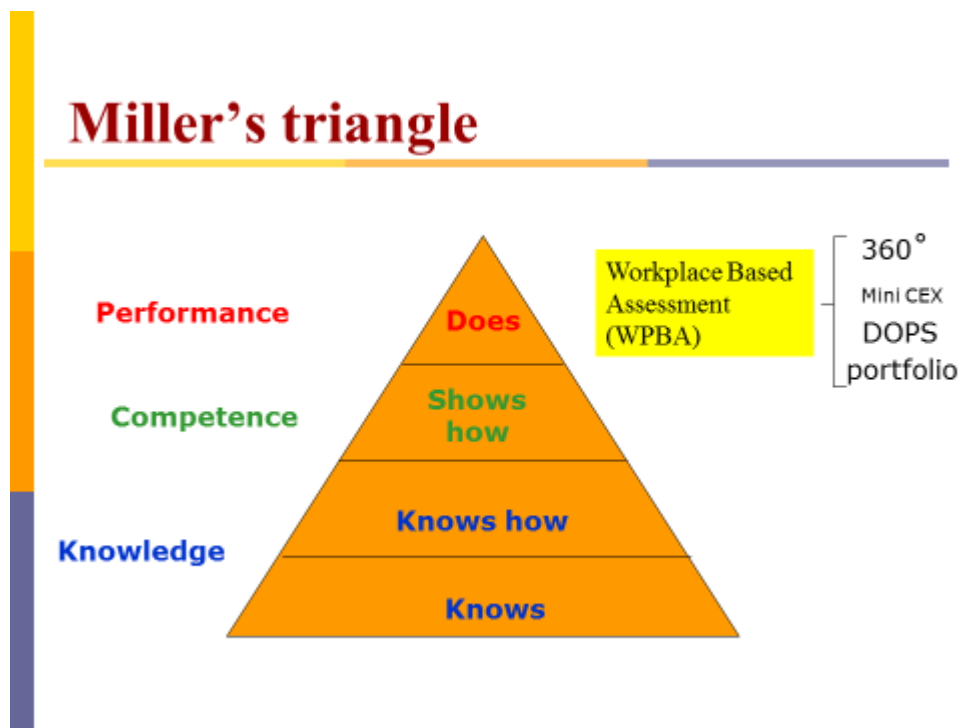 Miller’s triangle
Performance
Does
Workplace Based
Assessment
(WPBA)
360°
Mini CEX
DOPS
portfolio
Competence
Shows
how
Knowledge
Knows how
Knows